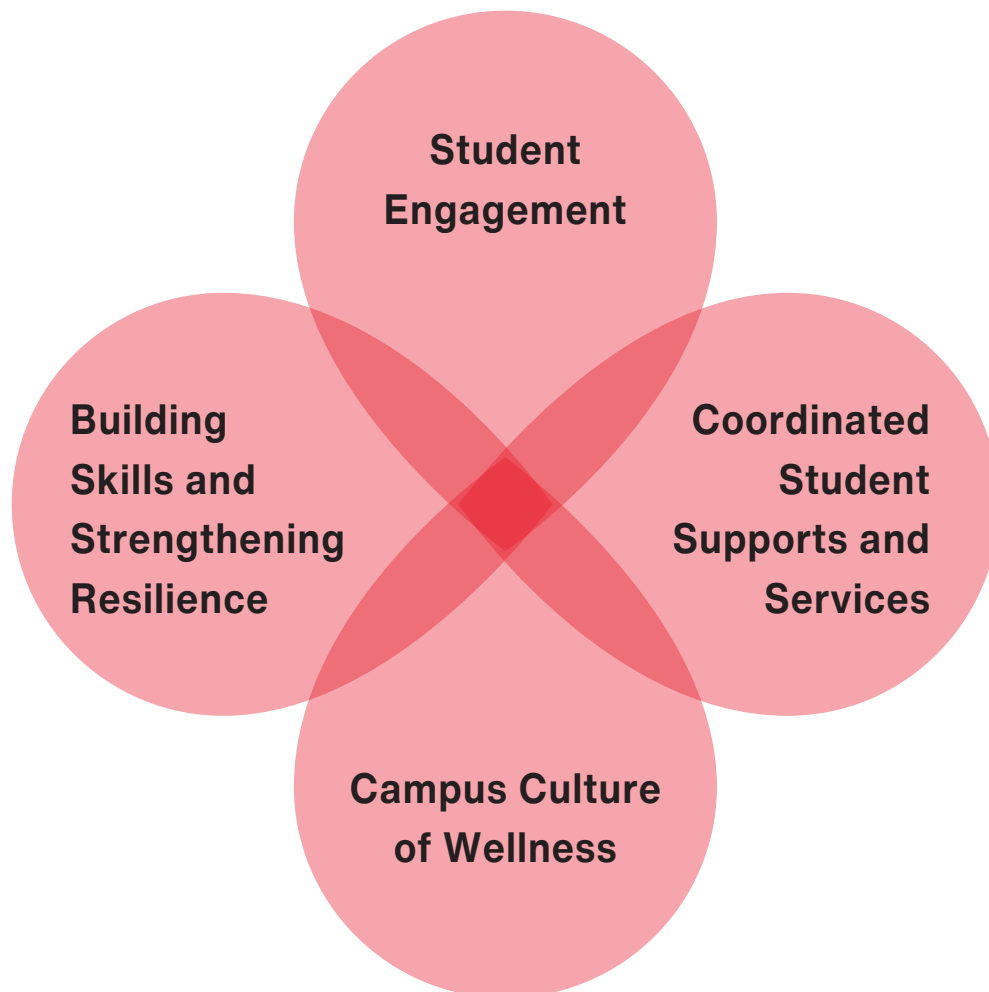 Student
Engagement
Building
Skills and
Strengthening
Resilience
Coordinated
Student
Supports and
Services
Campus Culture
of Wellness